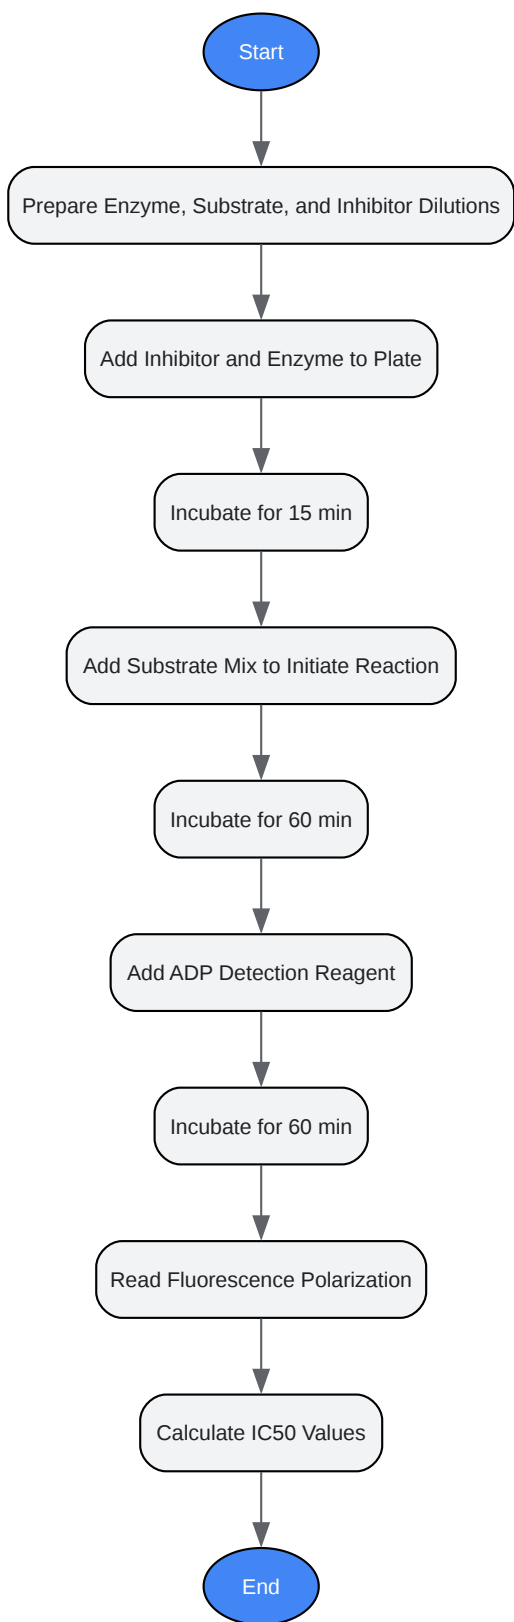 Start
Prepare Enzyme, Substrate, and Inhibitor Dilutions
Add Inhibitor and Enzyme to Plate
Incubate for 15 min
Add Substrate Mix to Initiate Reaction
Incubate for 60 min
Add ADP Detection Reagent
Incubate for 60 min
Read Fluorescence Polarization
Calculate IC50 Values
End